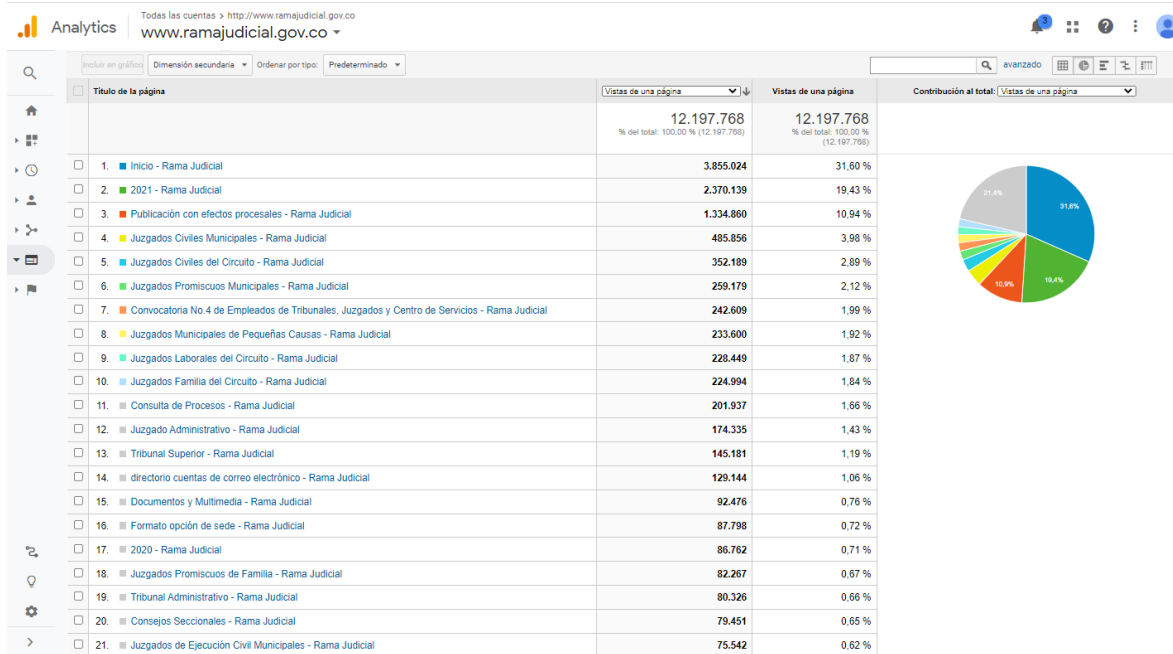 Todas las cuentas > http://www.ramajudicial.gov.co
Analytics www.ramajudicial.gov.co
3
Incluir en gráfico Dimensión secundaria Ordenar por tipo: Predeterminado avanzado
Título de la página Vistas de una página Vistas de una página Contribución al total: Vistas de una página
12.197.768 12.197.768
% del total: 100,00 % (12.197.768) % del total: 100,00 %
(12.197.768)
1. Inicio - Rama Judicial 3.855.024 31,60 %
2. 2021 - Rama Judicial 2.370.139 19,43 %
3. Publicación con efectos procesales - Rama Judicial 1.334.860 10,94 %
4. Juzgados Civiles Municipales - Rama Judicial 485.856 3,98 %
5. Juzgados Civiles del Circuito - Rama Judicial 352.189 2,89 %
6. Juzgados Promiscuos Municipales - Rama Judicial 259.179 2,12 %
7. Convocatoria No.4 de Empleados de Tribunales, Juzgados y Centro de Servicios - Rama Judicial 242.609 1,99 %
8. Juzgados Municipales de Pequeñas Causas - Rama Judicial 233.600 1,92 %
9. Juzgados Laborales del Circuito - Rama Judicial 228.449 1,87 %
10. Juzgados Familia del Circuito - Rama Judicial 224.994 1,84 %
11. Consulta de Procesos - Rama Judicial 201.937 1,66 %
12. Juzgado Administrativo - Rama Judicial 174.335 1,43 %
13. Tribunal Superior - Rama Judicial 145.181 1,19 %
14. directorio cuentas de correo electrónico - Rama Judicial 129.144 1,06 %
15. Documentos y Multimedia - Rama Judicial 92.476 0,76 %
16. Formato opción de sede - Rama Judicial 87.798 0,72 %
17. 2020 - Rama Judicial 86.762 0,71 %
18. Juzgados Promiscuos de Familia - Rama Judicial 82.267 0,67 %
19. Tribunal Administrativo - Rama Judicial 80.326 0,66 %
20. Consejos Seccionales - Rama Judicial 79.451 0,65 %
21. Juzgados de Ejecución Civil Municipales - Rama Judicial 75.542 0,62 %
21,4%
31,6%
10,9%
19,4%